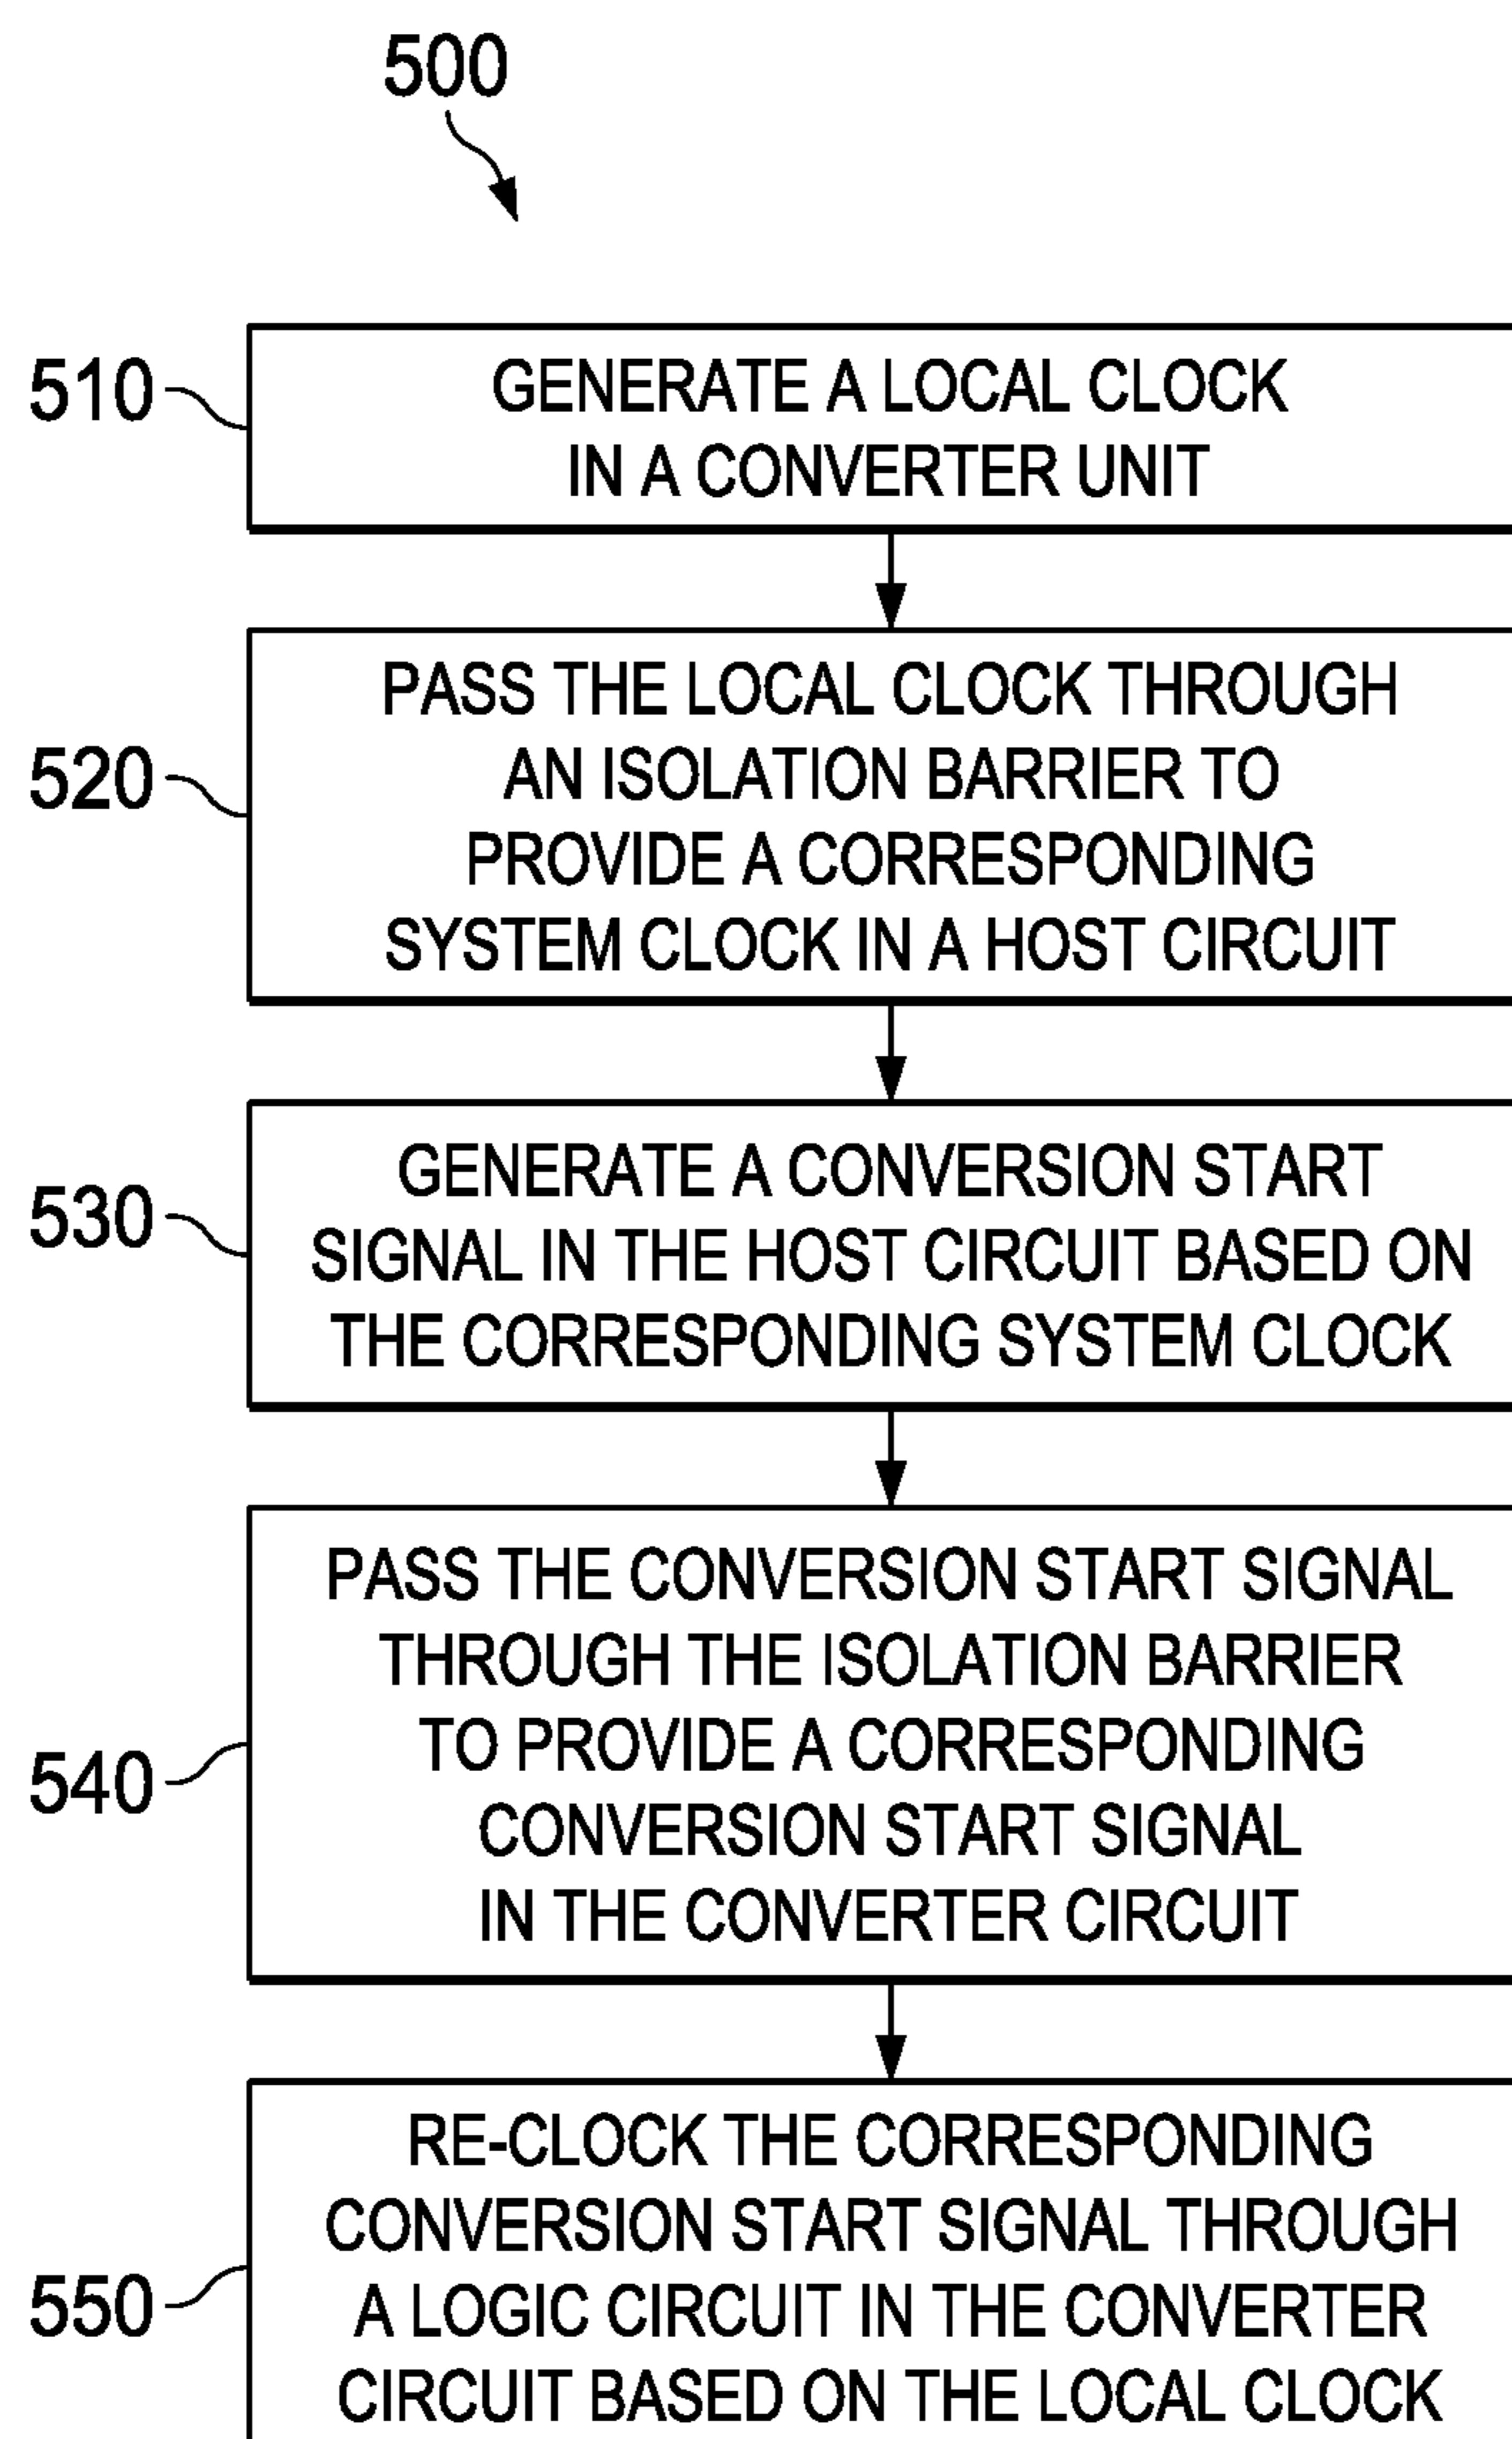 500
510
GENERATE A LOCAL CLOCK
IN A CONVERTER UNIT
520
PASS THE LOCAL CLOCK THROUGH
AN ISOLATION BARRIER TO
PROVIDE A CORRESPONDING
SYSTEM CLOCK IN A HOST CIRCUIT
530
GENERATE A CONVERSION START
SIGNAL IN THE HOST CIRCUIT BASED ON
THE CORRESPONDING SYSTEM CLOCK
540
PASS THE CONVERSION START SIGNAL
THROUGH THE ISOLATION BARRIER
TO PROVIDE A CORRESPONDING
CONVERSION START SIGNAL
IN THE CONVERTER CIRCUIT
550
RE-CLOCK THE CORRESPONDING
CONVERSION START SIGNAL THROUGH
A LOGIC CIRCUIT IN THE CONVERTER
CIRCUIT BASED ON THE LOCAL CLOCK